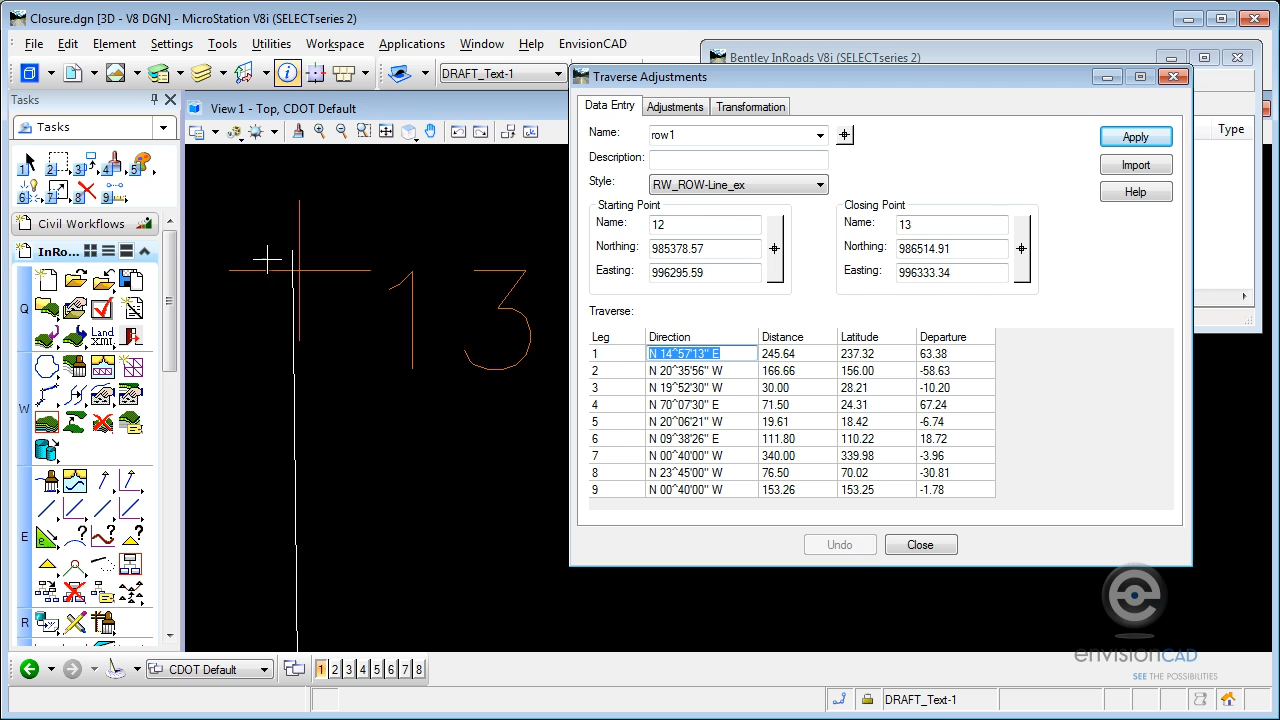 Closure.dgn [3D - V8 DGN] - MicroStation V8i (SELECTseries 2)
File Edit Element Settings Tools Utilities Workspace Applications Window Help EnvisionCAD
Bentley InRoads V8i (SELECTseries 2)
DRAFT_Text-1
Traverse Adjustments
Tasks
View 1 - Top, CDOT Default
Data Entry Adjustments Transformation
Tasks
Type
Name: row1
Apply
Description:
Import
Style: RW_ROW-Line_ex
Help
1 2 3 4 5
6 7 8 9
Starting Point Closing Point
Name: 12 Name: 13
Northing: 985378.57 Northing: 986514.91
Easting: 996295.59 Easting: 996333.34
Civil Workflows
InRo...
13
Traverse:
Leg Direction Distance Latitude Departure
1 N 14^57'13" E 245.64 237.32 63.38
2 N 20^35'56" W 166.66 156.00 -58.63
3 N 19^52'30" W 30.00 28.21 -10.20
4 N 70^07'30" E 71.50 24.31 67.24
5 N 20^06'21" W 19.61 18.42 -6.74
6 N 09^38'26" E 111.80 110.22 18.72
7 N 00^40'00" W 340.00 339.98 -3.96
8 N 23^45'00" W 76.50 70.02 -30.81
9 N 00^40'00" W 153.26 153.25 -1.78
Q
Land
xml
W
E
R
Undo Close
envisionCAD
SEE THE POSSIBILITIES
CDOT Default
1 2 3 4 5 6 7 8
DRAFT_Text-1